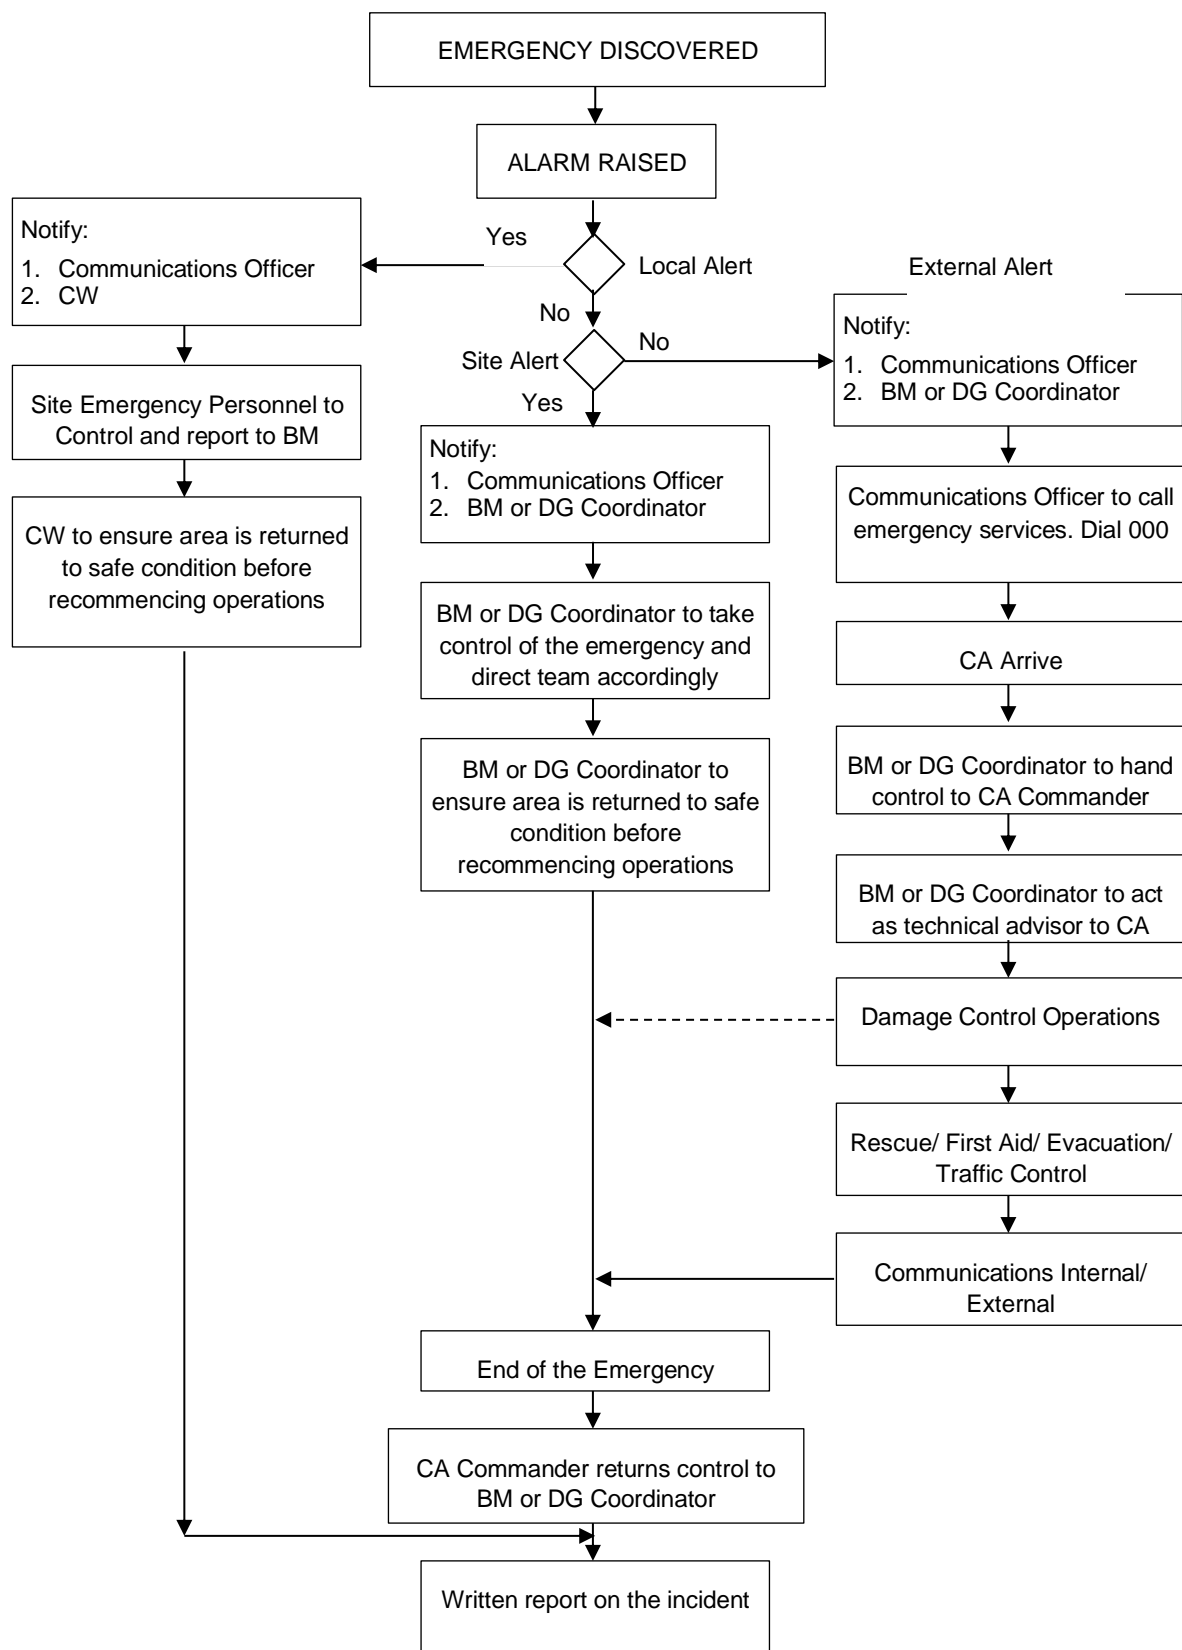 EMERGENCY DISCOVERED
ALARM RAISED
Yes
Local Alert
No
Notify:
1. Communications Officer
2. CW
Site Emergency Personnel to
Control and report to BM
CW to ensure area is returned
to safe condition before
recommencing operations
Site Alert
No
Yes
Notify:
1. Communications Officer
2. BM or DG Coordinator
BM or DG Coordinator to take
control of the emergency and
direct team accordingly
BM or DG Coordinator to
ensure area is returned to safe
condition before
recommencing operations
External Alert
Notify:
1. Communications Officer
2. BM or DG Coordinator
Communications Officer to call
emergency services. Dial 000
CA Arrive
BM or DG Coordinator to hand
control to CA Commander
BM or DG Coordinator to act
as technical advisor to CA
Damage Control Operations
Rescue/ First Aid/ Evacuation/
Traffic Control
Communications Internal/
External
End of the Emergency
CA Commander returns control to
BM or DG Coordinator
Written report on the incident